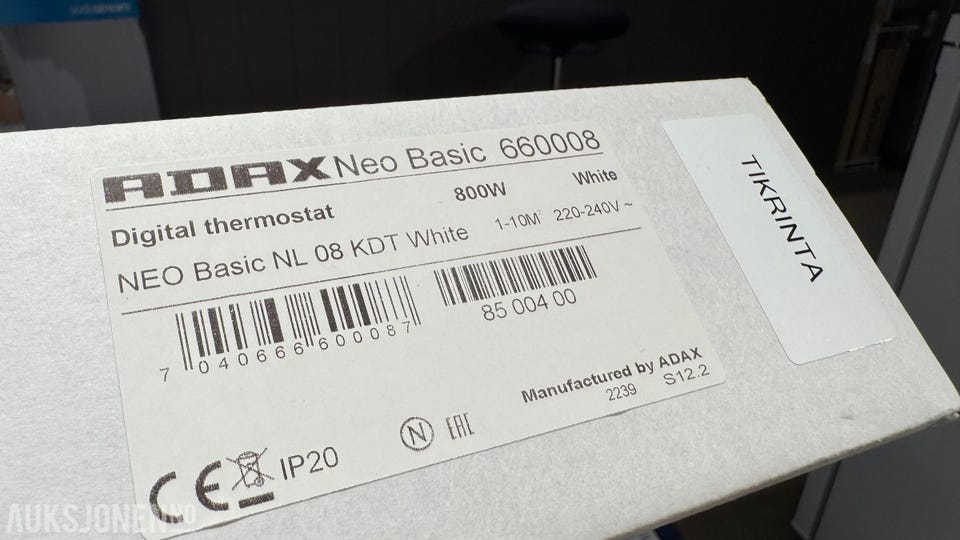 ADAX Neo Basic 660008
Digital thermostat 800W White
NEO Basic NL 08 KDT White 1-10M² 220-240V ~
7 040666 600087
85 004 00
Manufactured by ADAX
2239 S12.2
N EAC
CE IP20
TIKRINTA
AUKSJONEN.NO